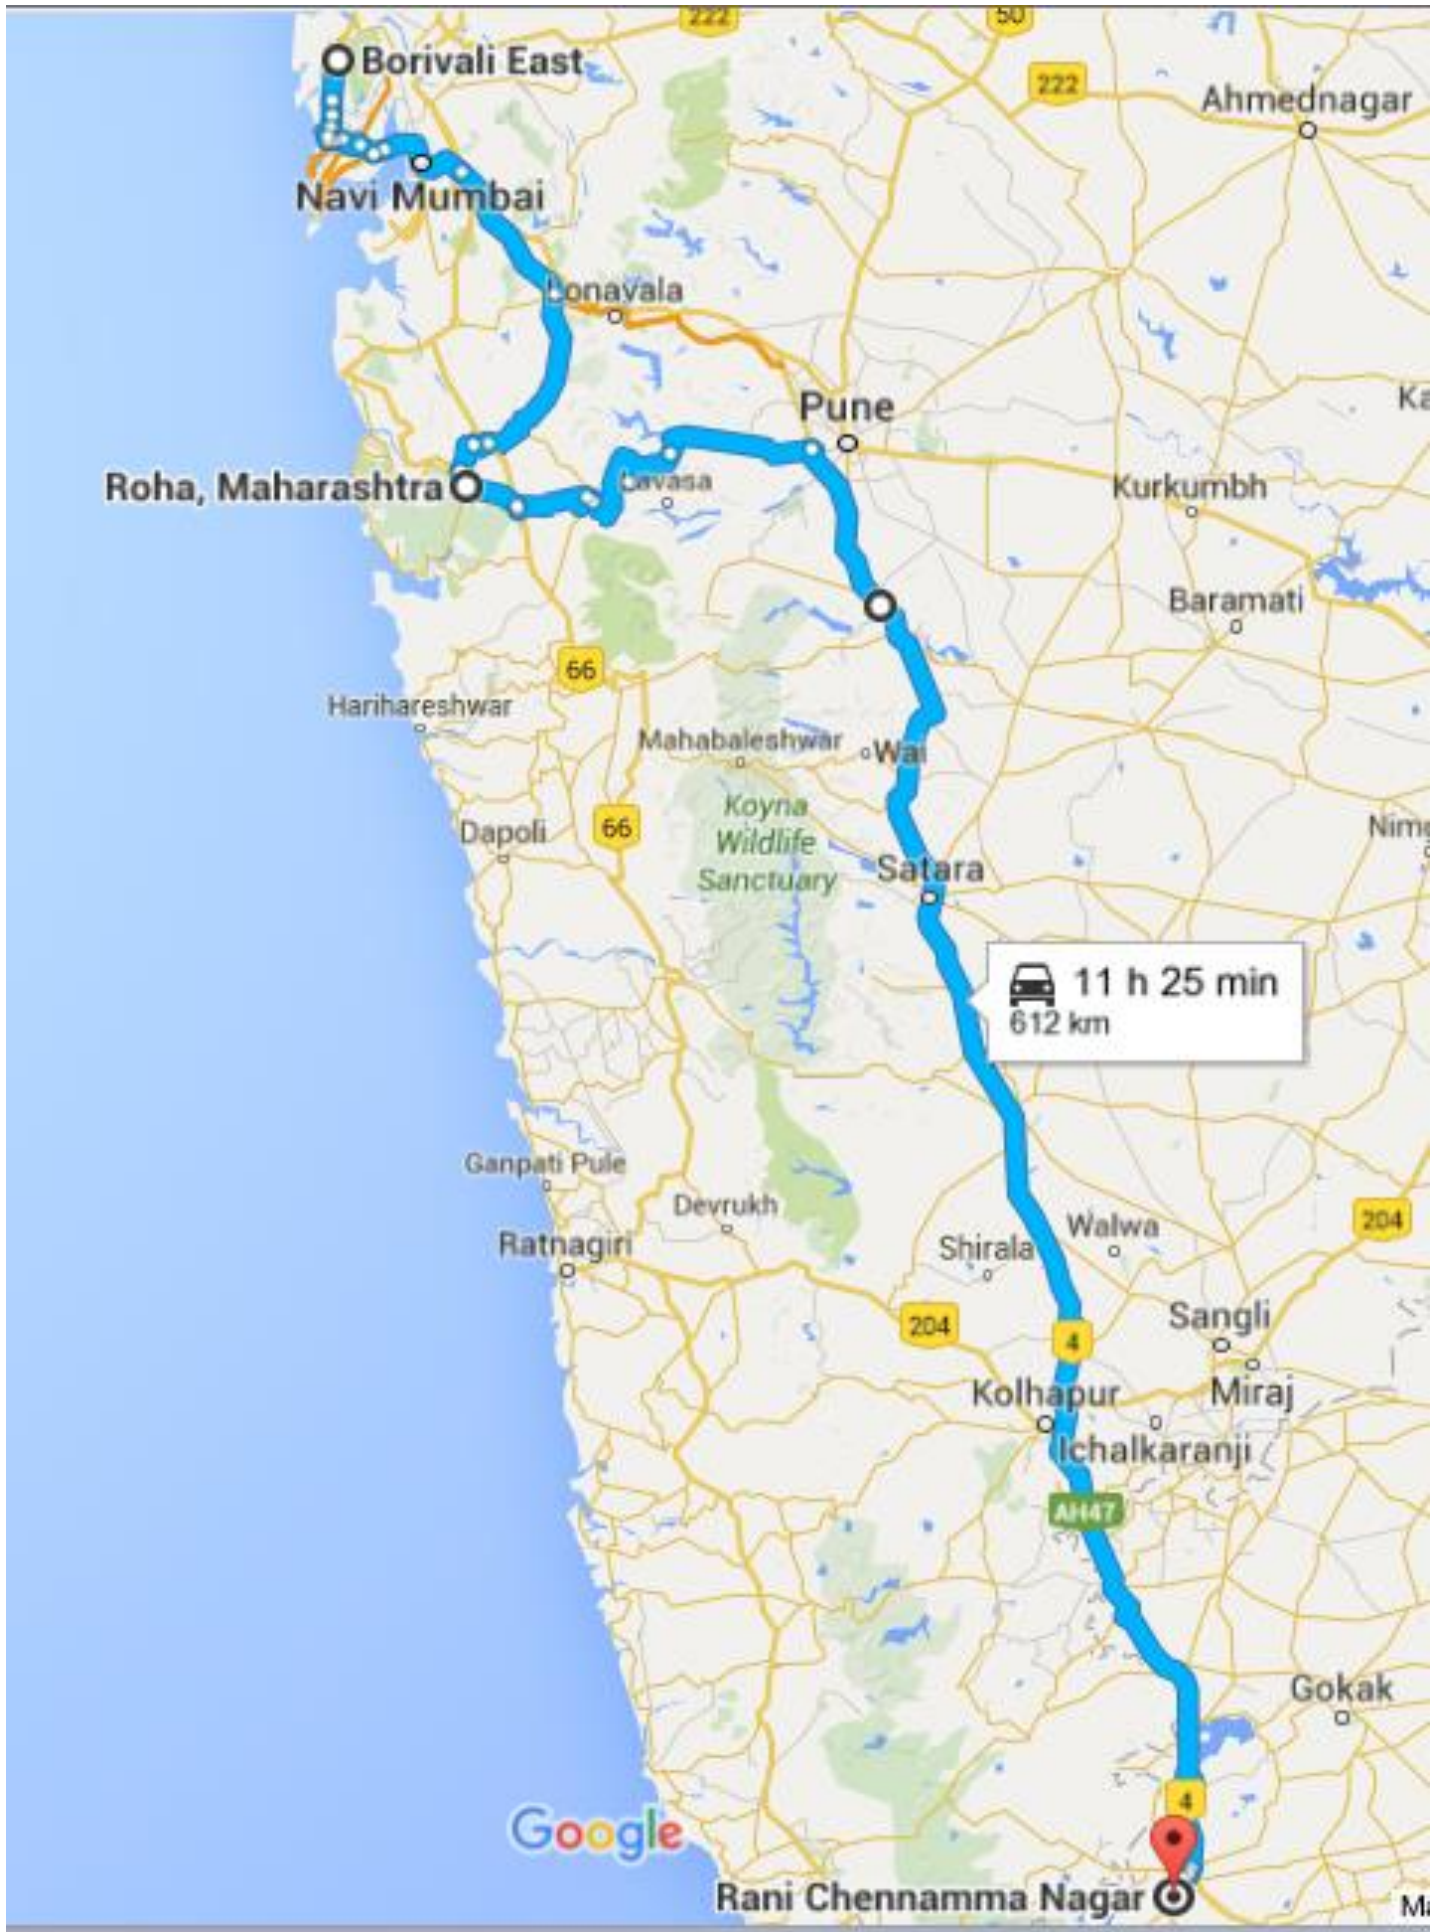 222
50
Borivali East
222
Ahmednagar
Navi Mumbai
Lonavala
Pune
Roha, Maharashtra
Lavasa
Kurkumbh
Baramati
66
Harihareshwar
Mahabaleshwar
Wai
Koyna
Wildlife
Sanctuary
66
Dapoli
Satara
11 h 25 min
612 km
Ganpati Pule
Devrukh
Ratnagiri
Shirala
Walwa
204
204
4
Sangli
Kolhapur
Miraj
Ichalkaranji
AH47
Gokak
4
Google
Rani Chennamma Nagar